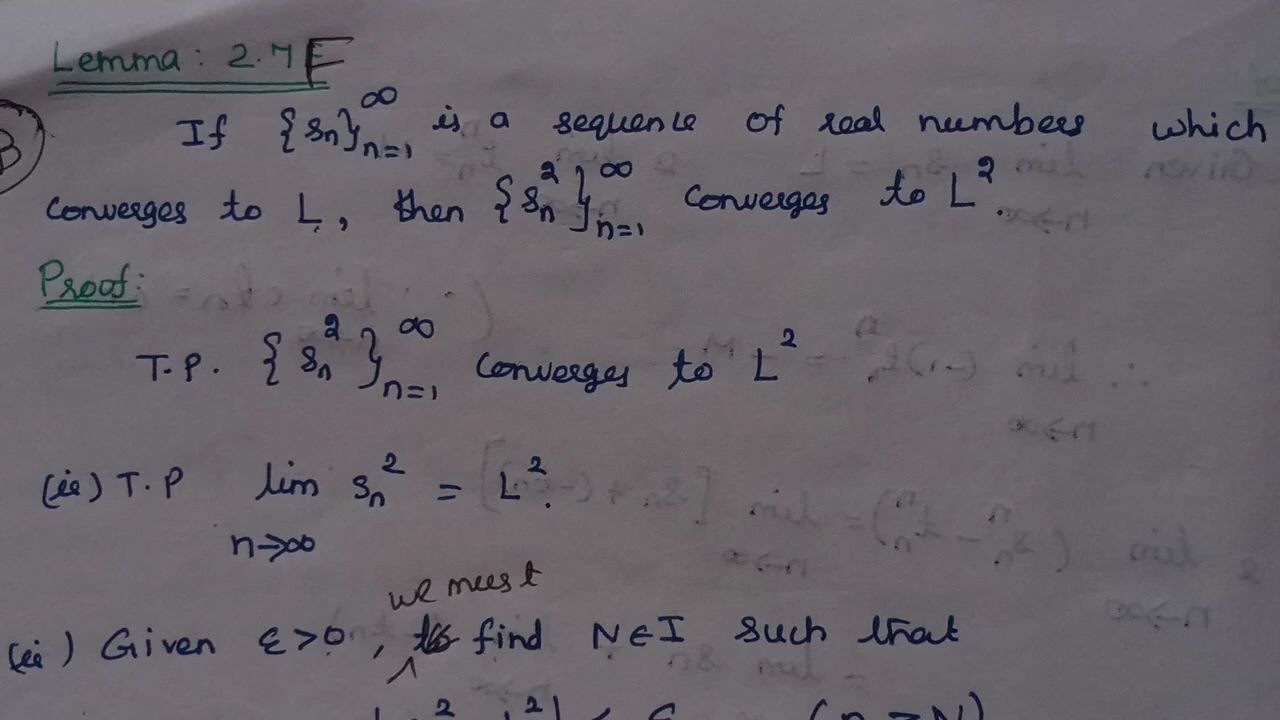 Lemma: 2.7F
B
If {sn}∞n=1 is a sequence of real numbers which
converges to L, then {sn²}∞n=1 converges to L².
Proof:
T.P. {sn²}∞n=1 converges to L²
(ie) T.P lim sn² = L².
n→∞
we must
(ie) Given ε>0, find N∈I such that